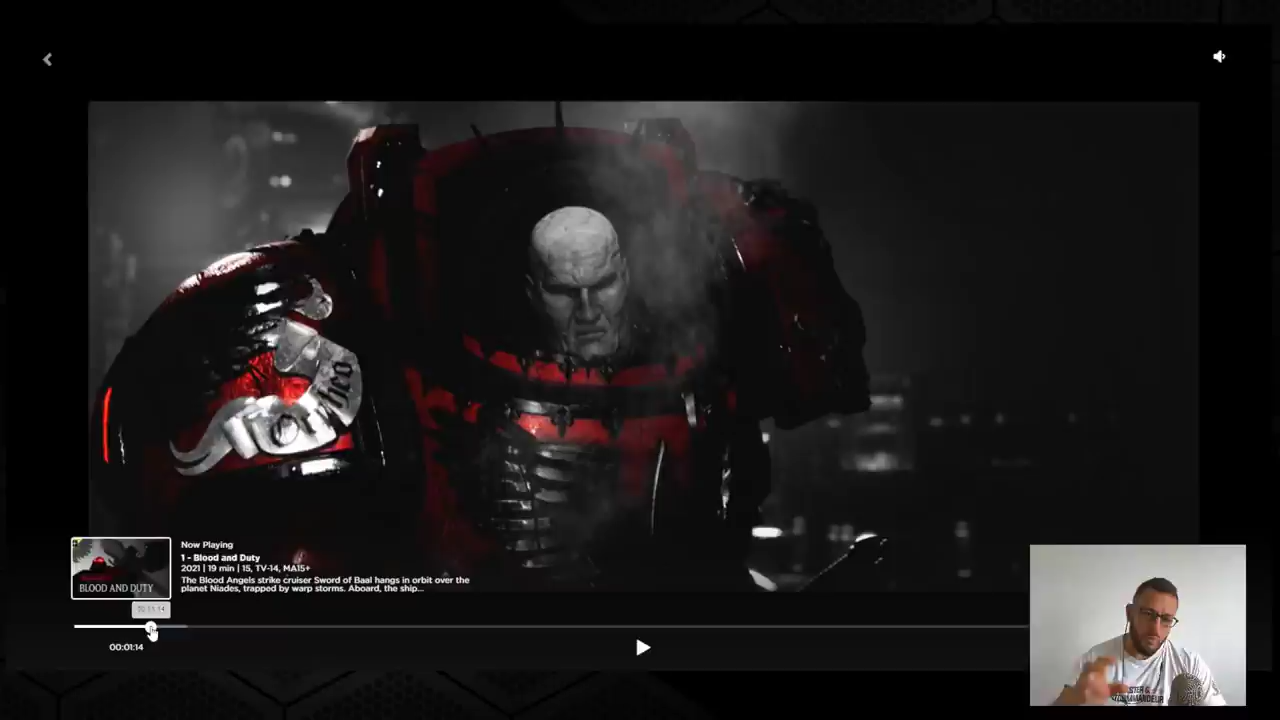 Now Playing
1 - Blood and Duty
2021 | 19 min | 15, TV-14, MA15+
The Blood Angels strike cruiser Sword of Baal hangs in orbit over the
planet Niades, trapped by warp storms. Aboard, the ship...
BLOOD AND DUTY
00:01:14